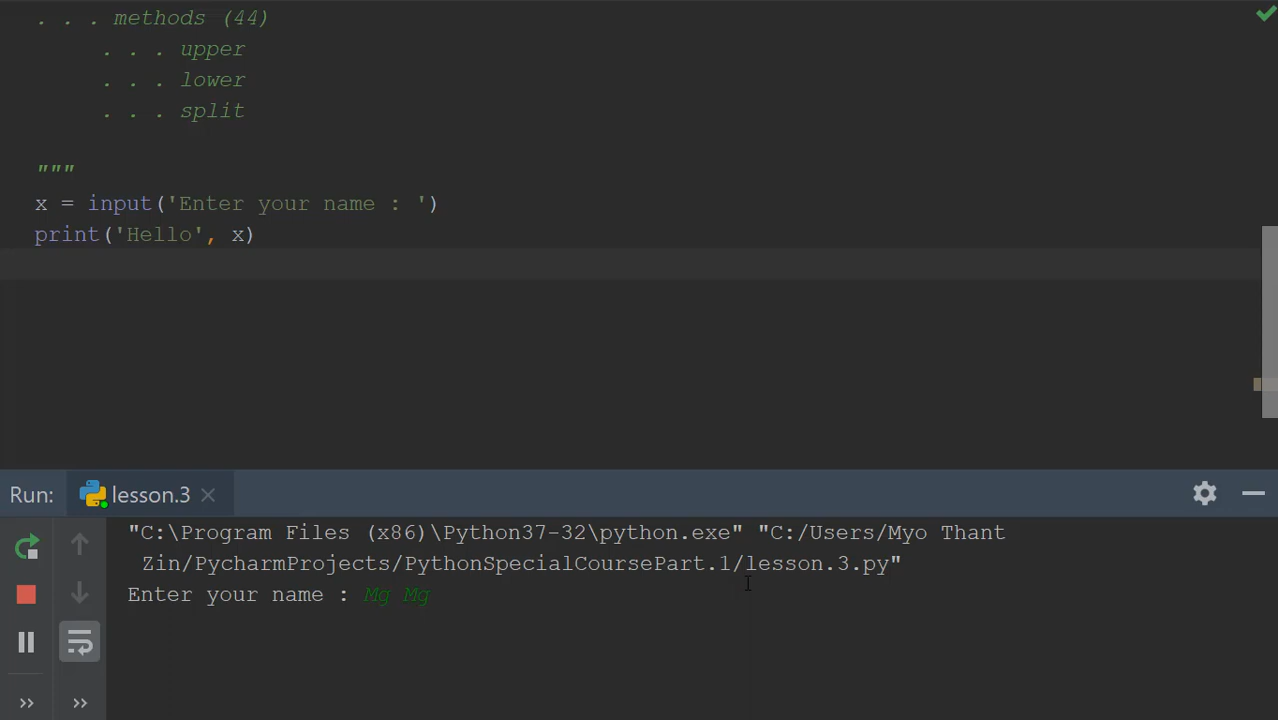 . . . methods (44)
. . . upper
. . . lower
. . . split
"""
x = input('Enter your name : ')
print('Hello', x)
Run: lesson.3
"C:\Program Files (x86)\Python37-32\python.exe" "C:/Users/Myo Thant
Zin/PycharmProjects/PythonSpecialCoursePart.1/lesson.3.py"
Enter your name : Mg Mg